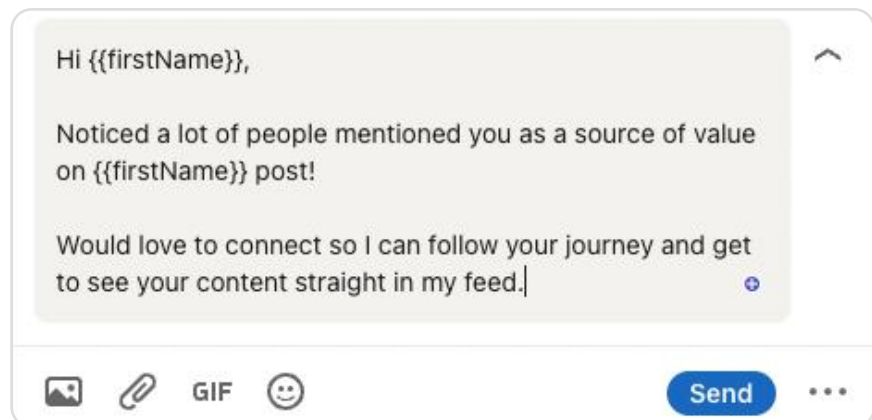 Hi {{firstName}},
Noticed a lot of people mentioned you as a source of value
on {{firstName}} post!
Would love to connect so I can follow your journey and get
to see your content straight in my feed.
GIF
Send